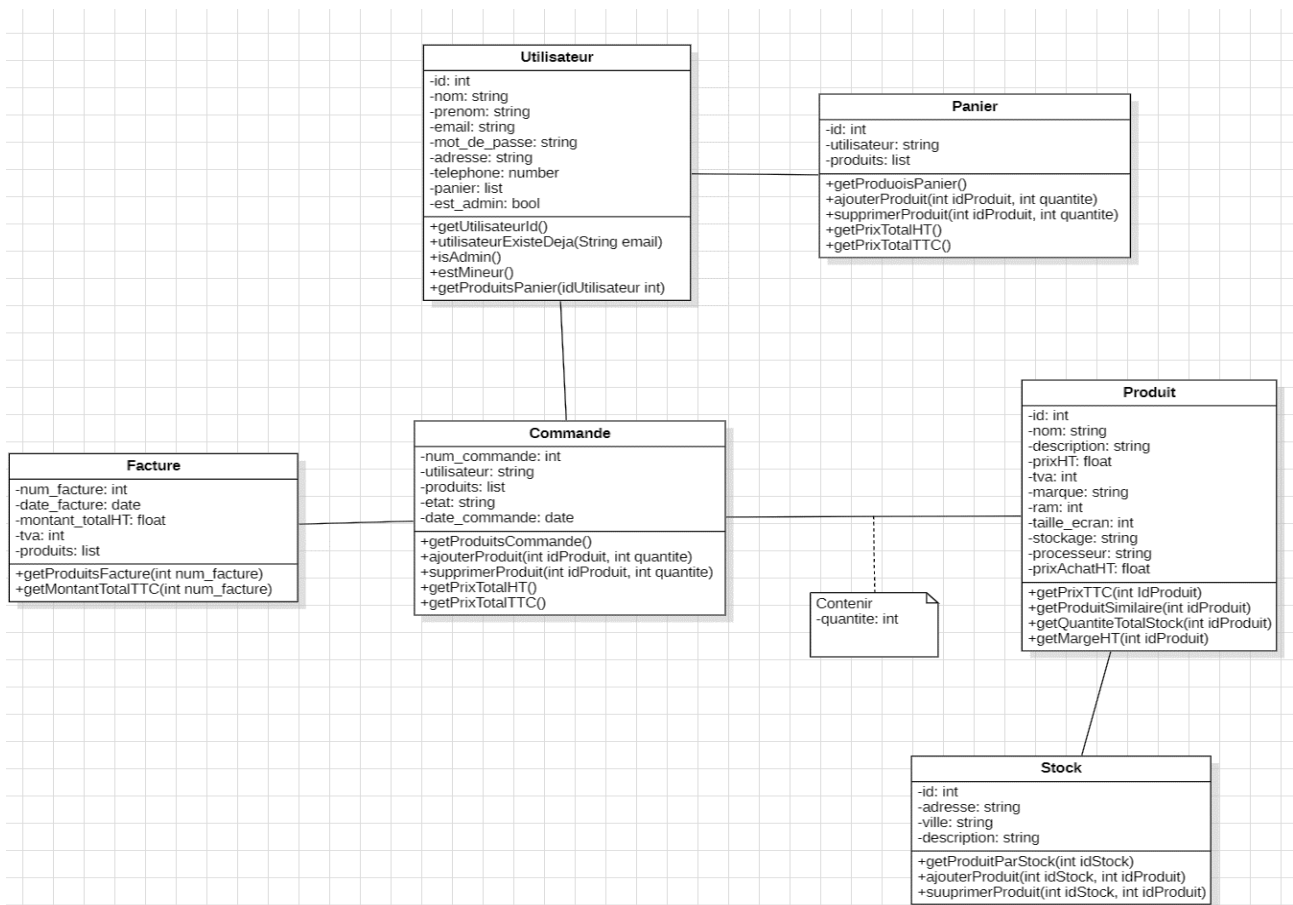 Utilisateur
-id: int
-nom: string
-prenom: string
-email: string
-mot_de_passe: string
-adresse: string
-telephone: number
-panier: list
-est_admin: bool
+getUtilisateurId()
+utilisateurExisteDeja(String email)
+isAdmin()
+estMineur()
+getProduitsPanier(idUtilisateur int)
Panier
-id: int
-utilisateur: string
-produits: list
+getProduoisPanier()
+ajouterProduit(int idProduit, int quantite)
+supprimerProduit(int idProduit, int quantite)
+getPrixTotalHT()
+getPrixTotalTTC()
Facture
-num_facture: int
-date_facture: date
-montant_totalHT: float
-tva: int
-produits: list
+getProduitsFacture(int num_facture)
+getMontantTotalTTC(int num_facture)
Commande
-num_commande: int
-utilisateur: string
-produits: list
-etat: string
-date_commande: date
+getProduitsCommande()
+ajouterProduit(int idProduit, int quantite)
+supprimerProduit(int idProduit, int quantite)
+getPrixTotalHT()
+getPrixTotalTTC()
Contenir
-quantite: int
Produit
-id: int
-nom: string
-description: string
-prixHT: float
-tva: int
-marque: string
-ram: int
-taille_ecran: int
-stockage: string
-processeur: string
-prixAchatHT: float
+getPrixTTC(int IdProduit)
+getProduitSimilaire(int idProduit)
+getQuantiteTotalStock(int idProduit)
+getMargeHT(int idProduit)
Stock
-id: int
-adresse: string
-ville: string
-description: string
+getProduitParStock(int idStock)
+ajouterProduit(int idStock, int idProduit)
+suuprimerProduit(int idStock, int idProduit)